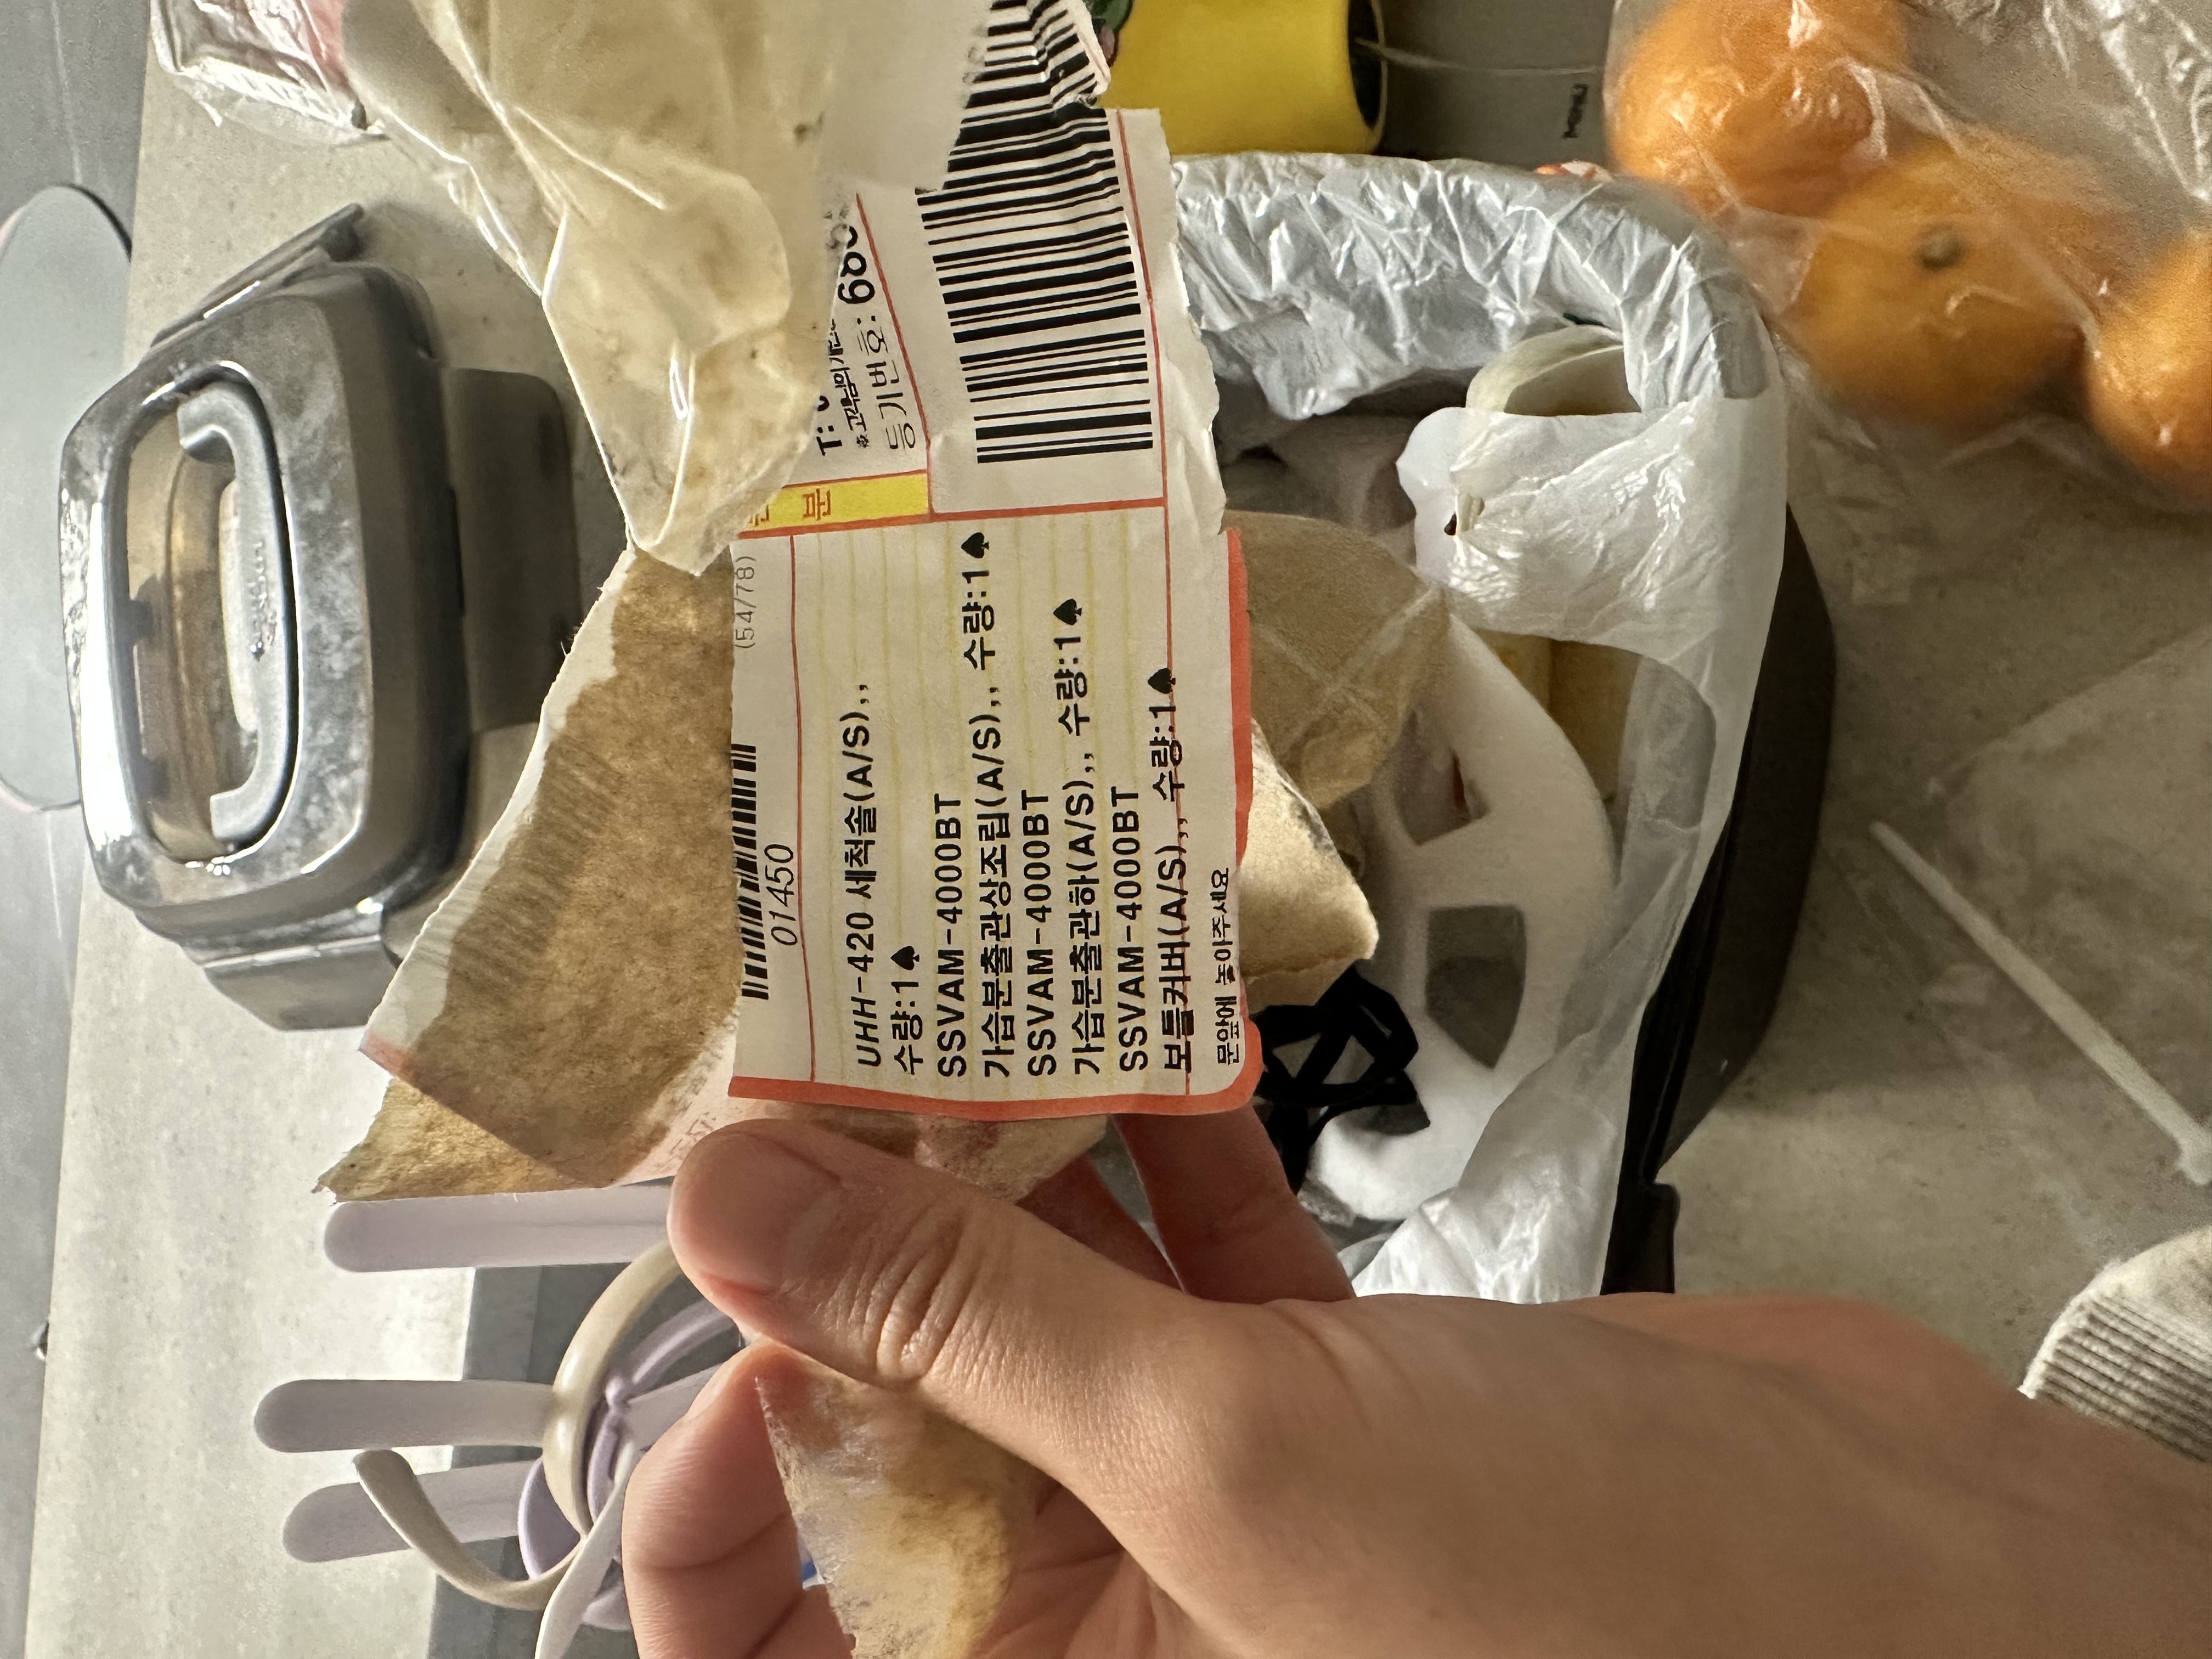 (54/78)
01450
UHH-420 세척솔(A/S),,
수량:1♠
SSVAM-4000BT
가습분출관상조립(A/S),, 수량:1♠
SSVAM-4000BT
가습분출관하(A/S),, 수량:1♠
SSVAM-4000BT
보틀커버(A/S),, 수량:1♠
문앞에 놓아주세요
T:
등기번호: 68
MENU